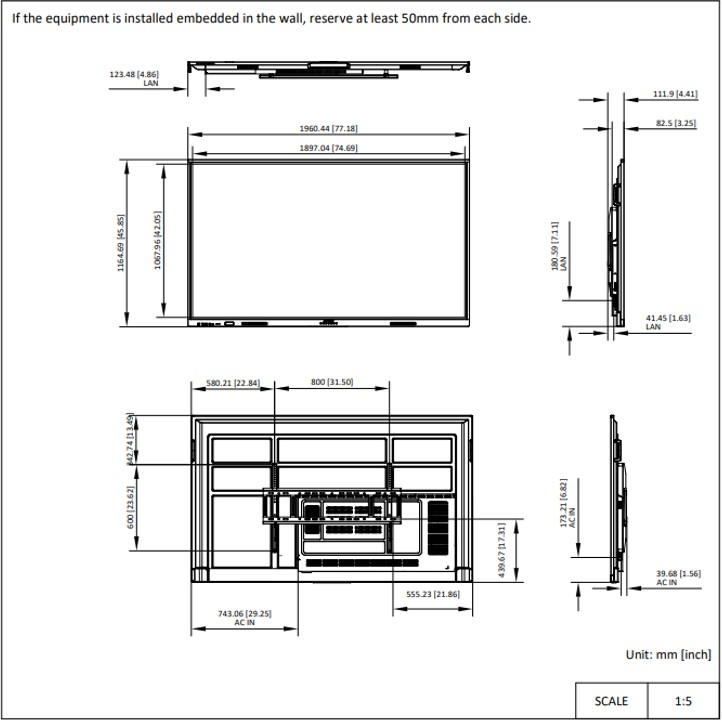 If the equipment is installed embedded in the wall, reserve at least 50mm from each side.
123.48 [4.86]
LAN
111.9 [4.41]
82.5 [3.25]
1960.44 [77.18]
1897.04 [74.69]
1164.69 [45.85]
1067.96 [42.05]
180.59 [7.11]
LAN
41.45 [1.63]
LAN
580.21 [22.84]
800 [31.50]
342.74 [13.49]
600 [23.62]
439.67 [17.31]
173.21 [6.82]
AC IN
39.68 [1.56]
AC IN
555.23 [21.86]
743.06 [29.25]
AC IN
Unit: mm [inch]
SCALE
1:5